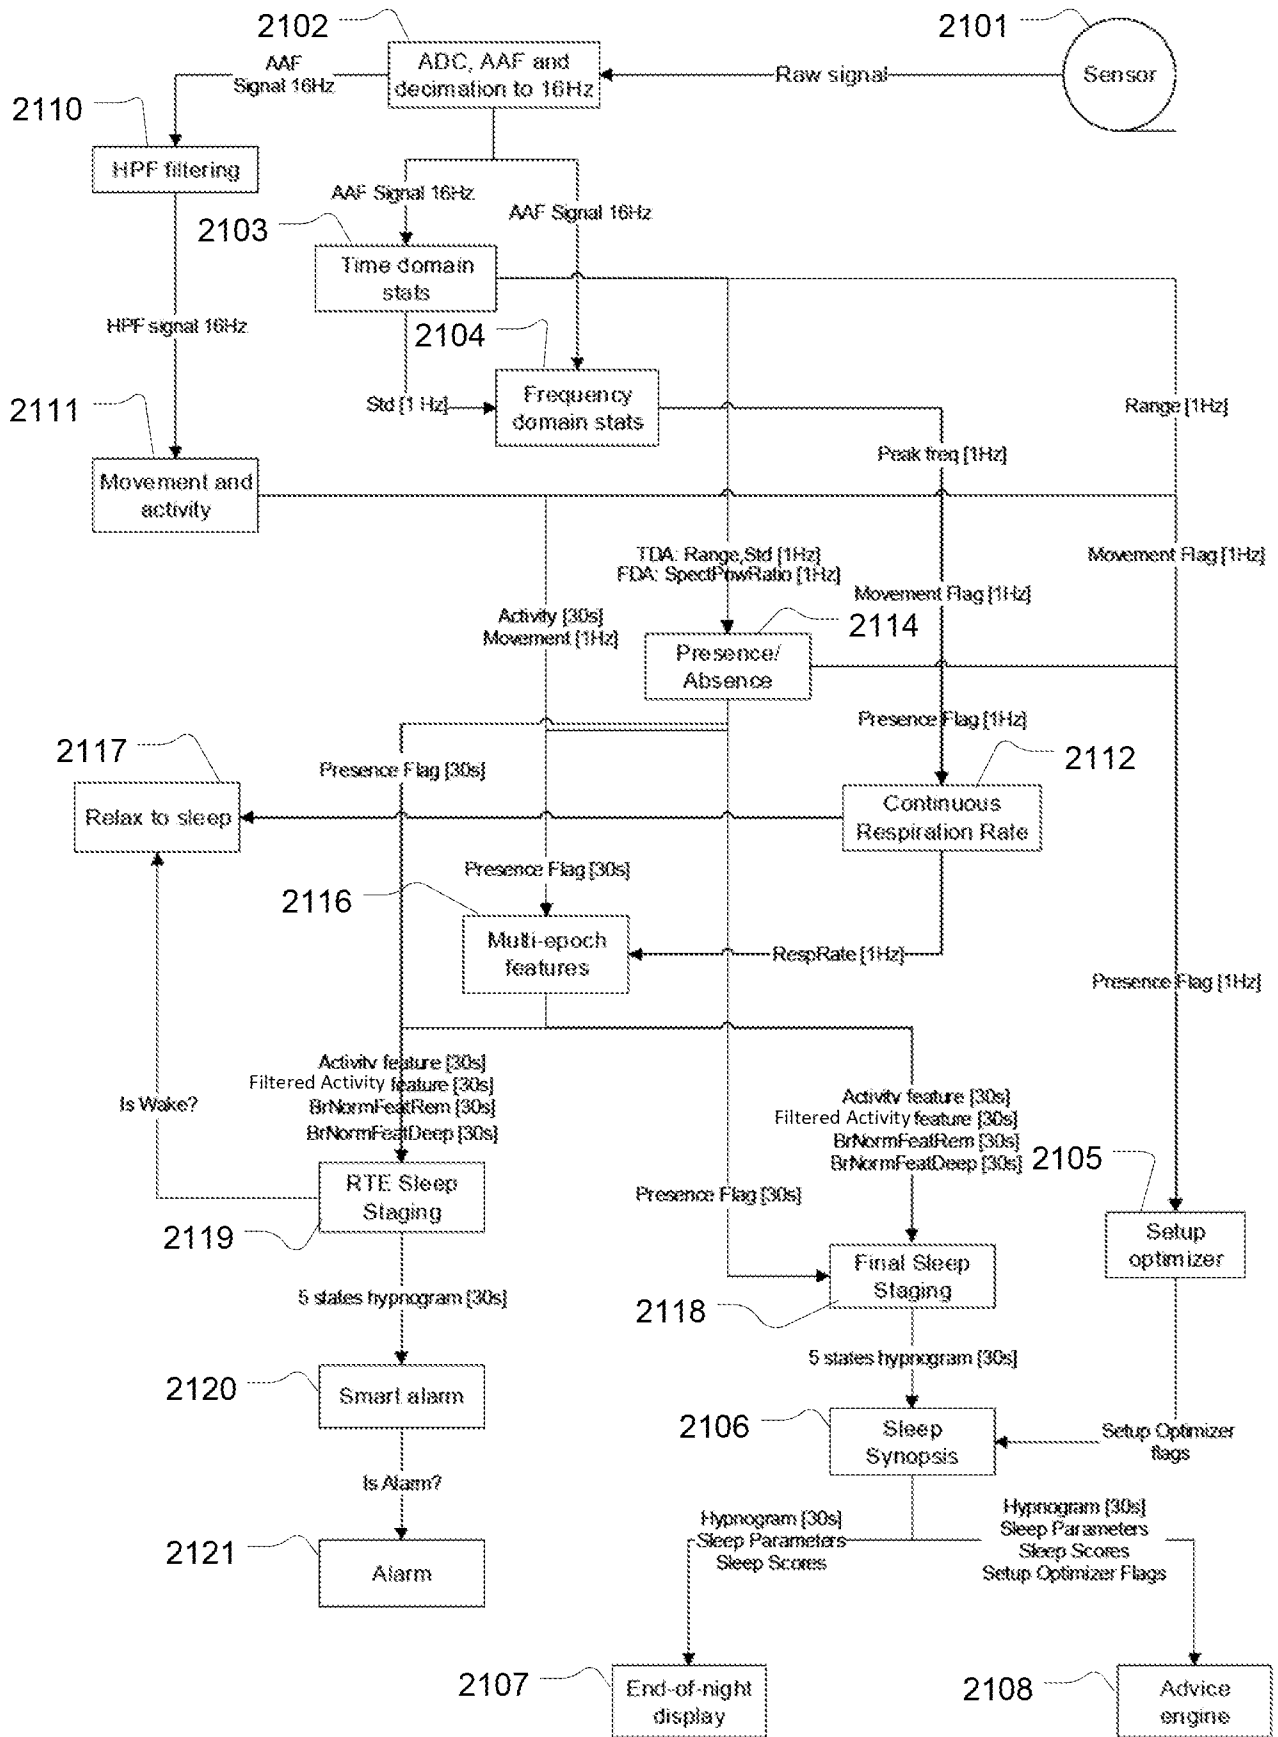 2102
2101
ADC, AAF and
decimation to 16Hz
Raw signal
Sensor
AAF
Signal 16Hz
2110
HPF filtering
AAF Signal 16Hz
AAF Signal 16Hz
2103
Time domain
stats
HPF signal 16Hz
2104
Frequency
domain stats
Std [1 Hz]
Range [1Hz]
2111
Movement and
activity
Peak freq [1Hz]
TDA: Range,Std [1Hz]
FDA: SpectPowRatio [1Hz]
Movement Flag [1Hz]
Movement Flag [1Hz]
Activity [30s]
Movement [1Hz]
2114
Presence/
Absence
Presence Flag [1Hz]
2117
Presence Flag [30s]
2112
Relax to sleep
Continuous
Respiration Rate
Presence Flag [30s]
2116
Multi-epoch
features
RespRate [1Hz]
Presence Flag [1Hz]
Activity feature [30s]
Filtered Activity feature [30s]
BrNormFeatRem [30s]
BrNormFeatDeep [30s]
Is Wake?
Activity feature [30s]
Filtered Activity feature [30s]
BrNormFeatRem [30s]
BrNormFeatDeep [30s]
2105
RTE Sleep
Staging
Presence Flag [30s]
2119
Setup
optimizer
Final Sleep
Staging
2118
5 states hypnogram [30s]
5 states hypnogram [30s]
2120
Smart alarm
2106
Sleep
Synopsis
Setup Optimizer
flags
Is Alarm?
Hypnogram [30s]
Sleep Parameters
Sleep Scores
Hypnogram [30s]
Sleep Parameters
Sleep Scores
Setup Optimizer Flags
2121
Alarm
2107
End-of-night
display
2108
Advice
engine